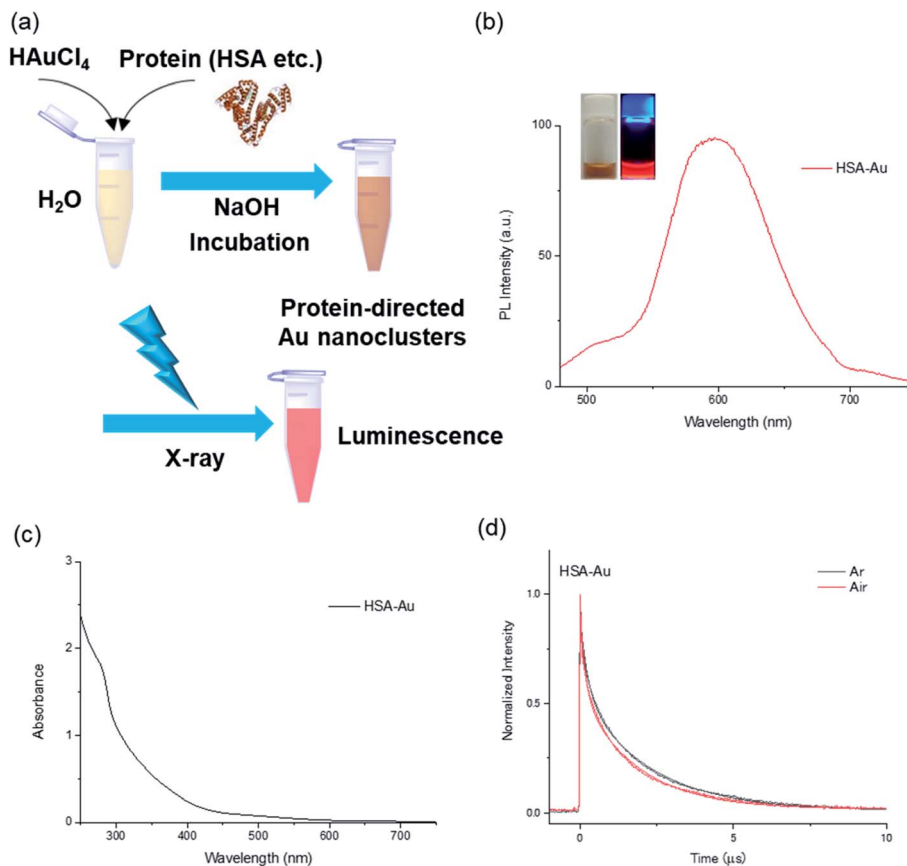 (a)
HAuCl4
Protein (HSA etc.)
H2O
NaOH
Incubation
Protein-directed
Au nanoclusters
X-ray
Luminescence
(b)
100
50
0
PL Intensity (a.u.)
HSA-Au
500
600
700
Wavelength (nm)
(c)
3
2
1
0
Absorbance
HSA-Au
300
400
500
600
700
Wavelength (nm)
(d)
HSA-Au
Ar
Air
1.0
0.5
0.0
Normalized Intensity
0
5
10
Time (μs)